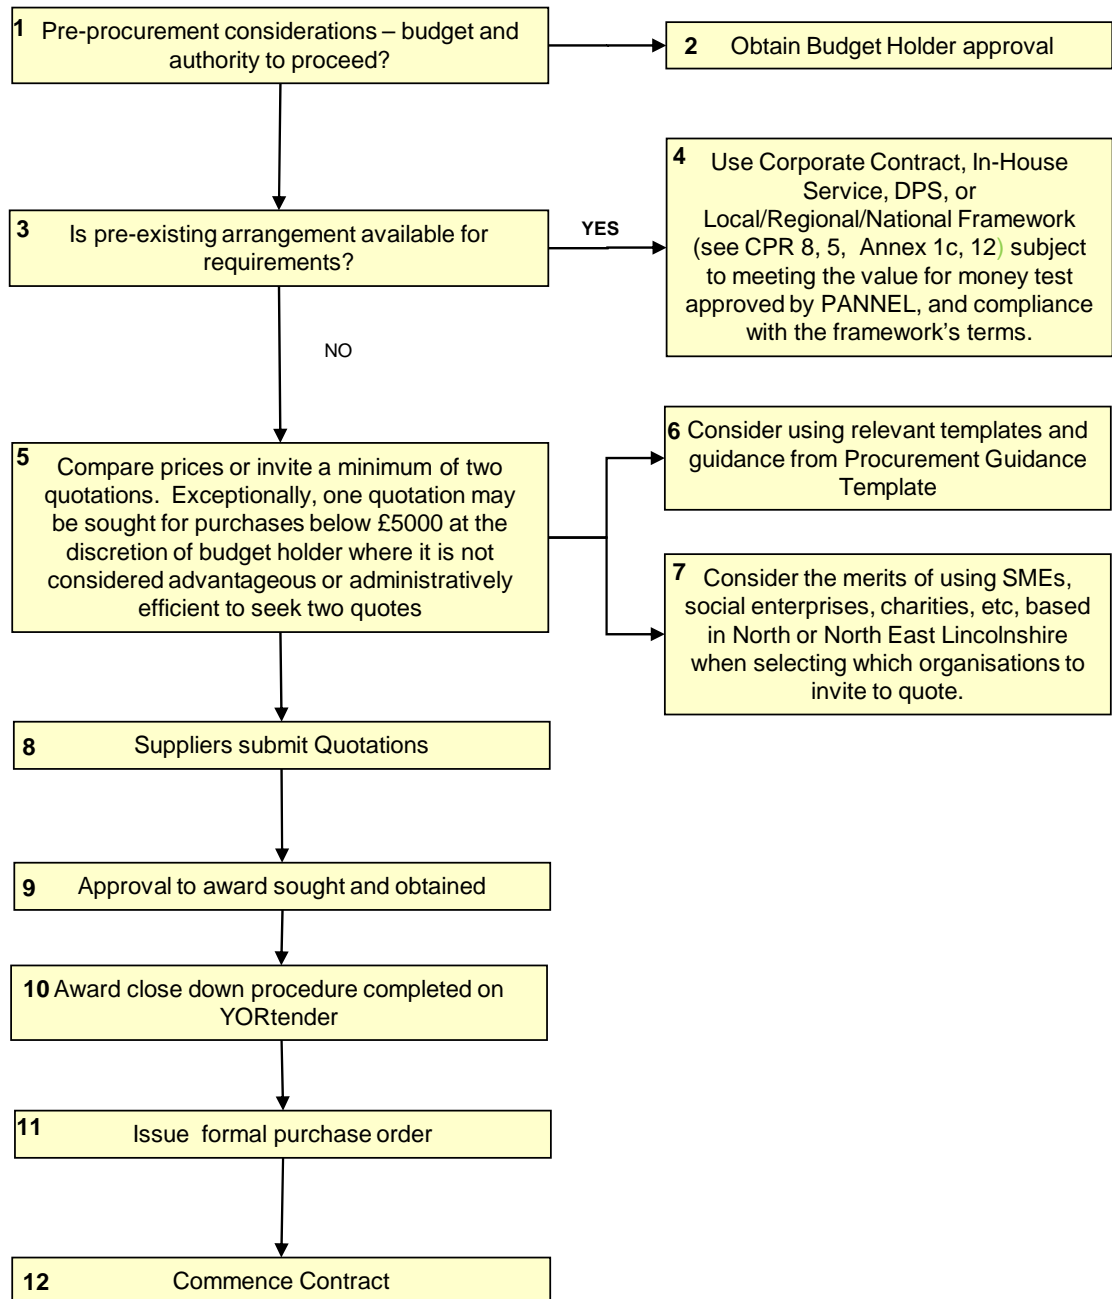 1 Pre-procurement considerations – budget and
authority to proceed?
2 Obtain Budget Holder approval
3 Is pre-existing arrangement available for
requirements?
YES
4 Use Corporate Contract, In-House
Service, DPS, or
Local/Regional/National Framework
(see CPR 8, 5, Annex 1c, 12) subject
to meeting the value for money test
approved by PANNEL, and compliance
with the framework's terms.
NO
5 Compare prices or invite a minimum of two
quotations. Exceptionally, one quotation may
be sought for purchases below £5000 at the
discretion of budget holder where it is not
considered advantageous or administratively
efficient to seek two quotes
6 Consider using relevant templates and
guidance from Procurement Guidance
Template
7 Consider the merits of using SMEs,
social enterprises, charities, etc, based
in North or North East Lincolnshire
when selecting which organisations to
invite to quote.
8 Suppliers submit Quotations
9 Approval to award sought and obtained
10 Award close down procedure completed on
YORtender
11 Issue formal purchase order
12 Commence Contract